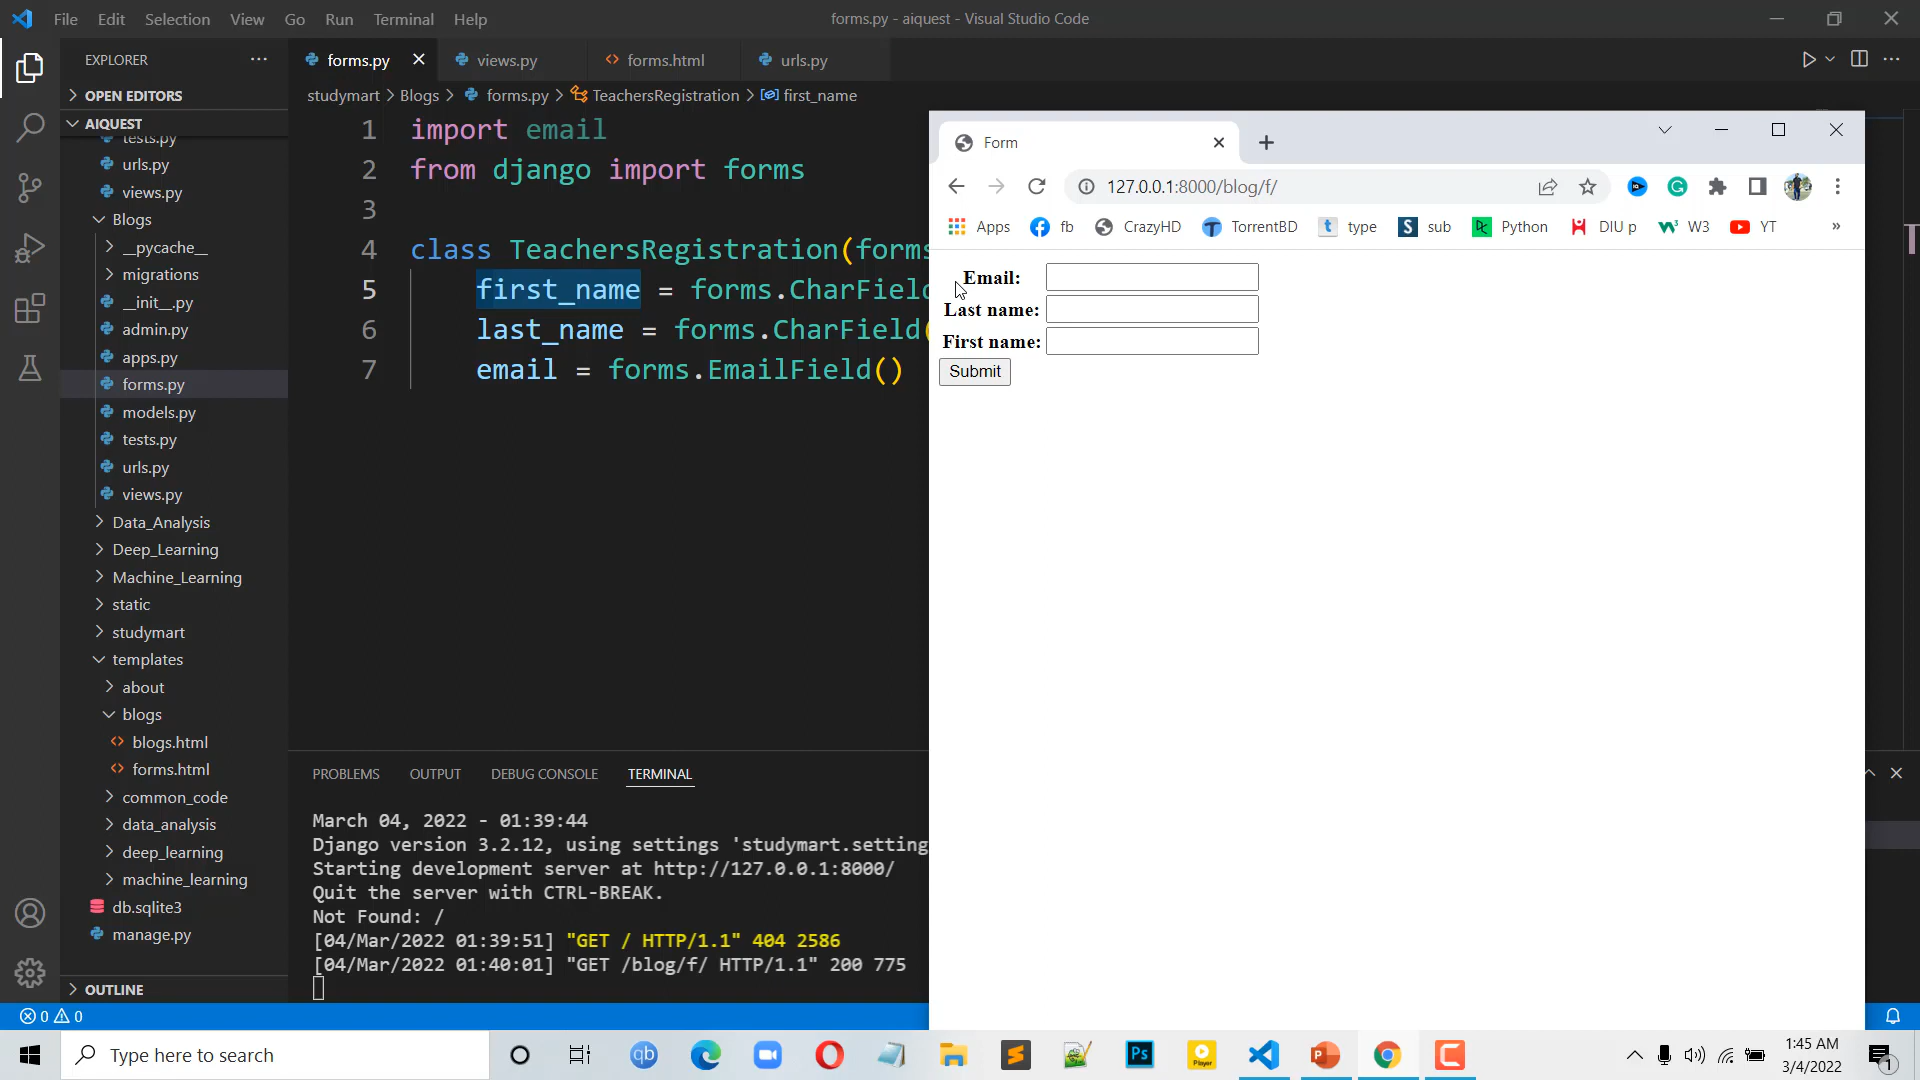 File Edit Selection View Go Run Terminal Help
forms.py - aiquest - Visual Studio Code
EXPLORER
OPEN EDITORS
AIQUEST
tests.py
urls.py
views.py
Blogs
__pycache__
migrations
__init__.py
admin.py
apps.py
forms.py
models.py
tests.py
urls.py
views.py
Data_Analysis
Deep_Learning
Machine_Learning
static
studymart
templates
about
blogs
blogs.html
forms.html
common_code
data_analysis
deep_learning
machine_learning
db.sqlite3
manage.py
OUTLINE
forms.py views.py forms.html urls.py
studymart > Blogs > forms.py > TeachersRegistration > first_name
1 import email
2 from django import forms
3
4 class TeachersRegistration(forms
5 first_name = forms.CharField
6 last_name = forms.CharField(
7 email = forms.EmailField()
PROBLEMS OUTPUT DEBUG CONSOLE TERMINAL
March 04, 2022 - 01:39:44
Django version 3.2.12, using settings 'studymart.setting
Starting development server at http://127.0.0.1:8000/
Quit the server with CTRL-BREAK.
Not Found: /
[04/Mar/2022 01:39:51] "GET / HTTP/1.1" 404 2586
[04/Mar/2022 01:40:01] "GET /blog/f/ HTTP/1.1" 200 775
Form
127.0.0.1:8000/blog/f/
Apps fb CrazyHD TorrentBD type sub Python DIU p W3 YT »
Email:
Last name:
First name:
Submit
0 0
Type here to search
qb
Ps
Player
1:45 AM
3/4/2022
1